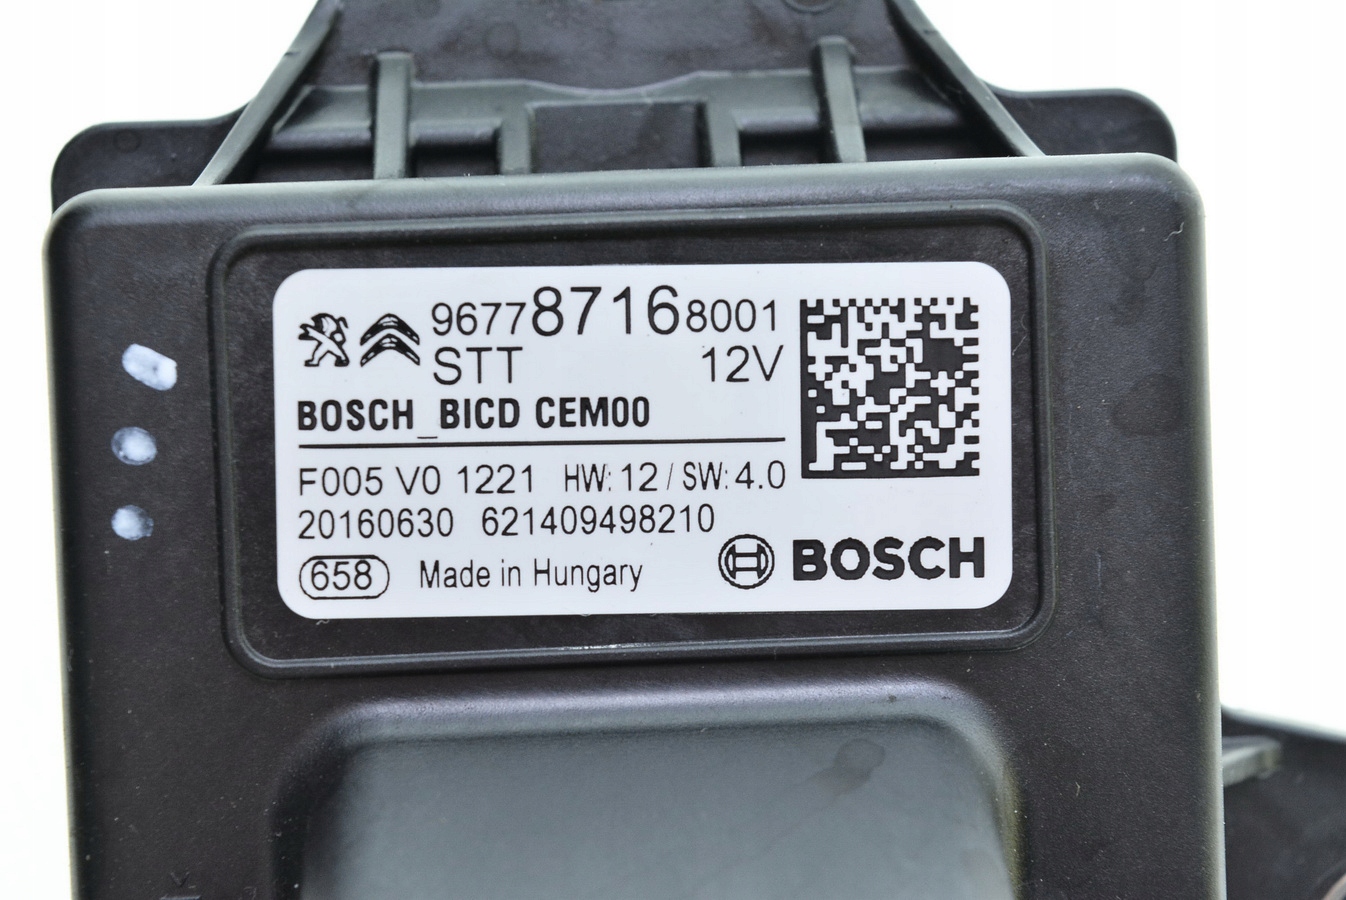 96778716 8001
STT 12V
BOSCH_BICD CEM00
F005 V0 1221 HW: 12 / SW: 4.0
20160630 621409498210
658 Made in Hungary BOSCH